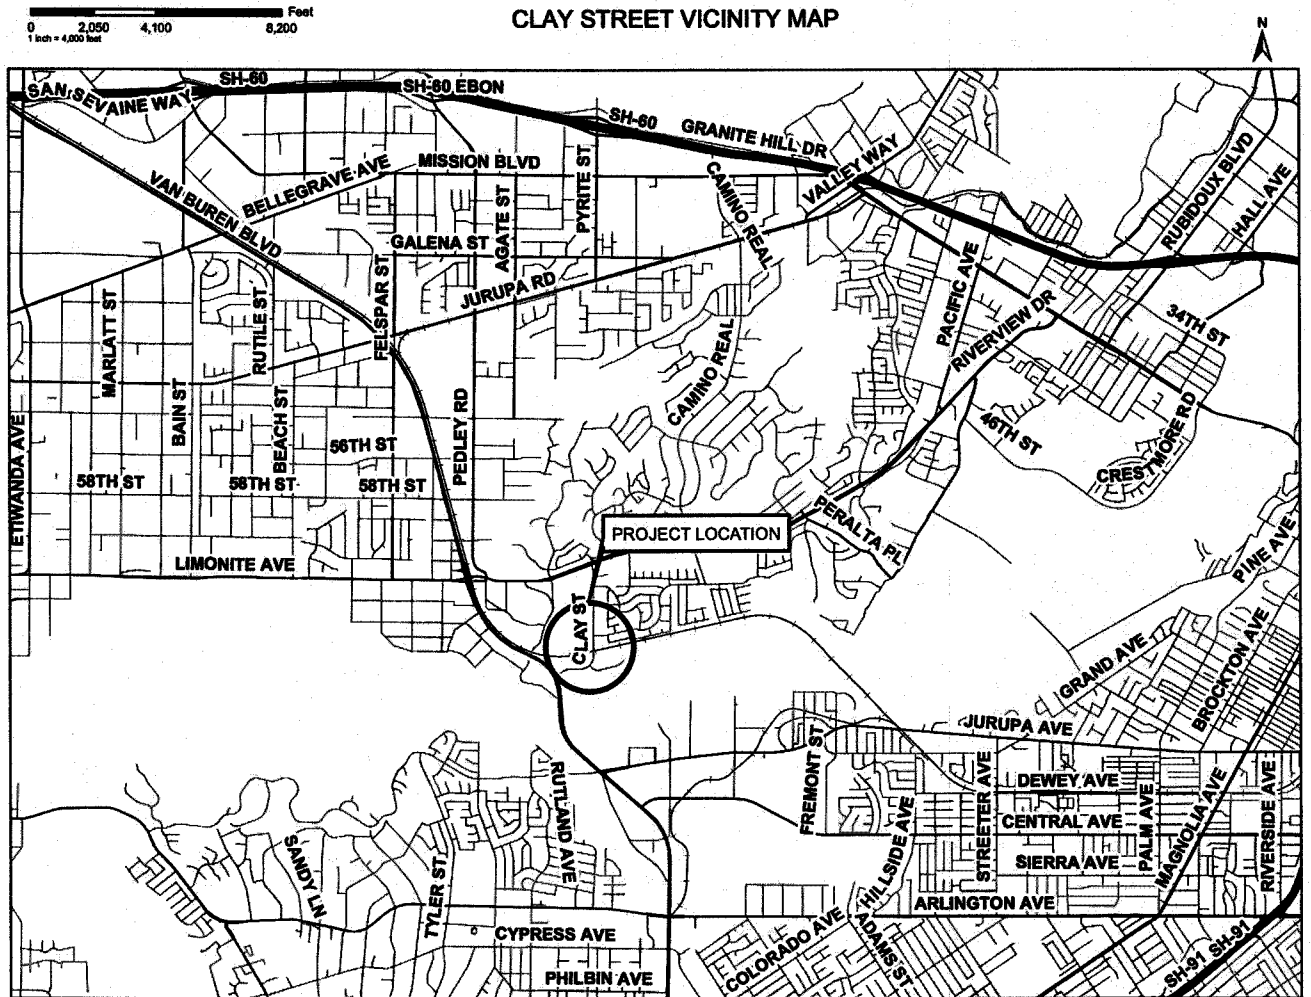 CLAY STREET VICINITY MAP
Feet
0 2,050 4,100 8,200
1 inch = 4,000 feet
N
SH-60
SAN SEVAINE WAY
SH-60 EBON
SH-60
GRANITE HILL DR
VALLEY WAY
MISSION BLVD
BELLEGRAVE AVE
VAN BUREN BLVD
PYRITE ST
AGATE ST
CAMINO REAL
RUBIDOUX BLVD
HALL AVE
GALENA ST
JURUPA RD
FELSPAR ST
PACIFIC AVE
RIVERVIEW DR
34TH ST
MARLATT ST
RUTILE ST
CAMINO REAL
BAIN ST
BEACH ST
PEDLEY RD
56TH ST
46TH ST
CRESTMORE RD
ETIWANDA AVE
58TH ST
58TH ST
58TH ST
PROJECT LOCATION
PERALTA PL
PINE AVE
LIMONITE AVE
CLAY ST
GRAND AVE
BROCKTON AVE
JURUPA AVE
FREMONT ST
RUTLAND AVE
STREETER AVE
DEWEY AVE
PALM AVE
MAGNOLIA AVE
RIVERSIDE AVE
CENTRAL AVE
HILLSIDE AVE
SIERRA AVE
SANDY LN
TYLER ST
ARLINGTON AVE
CYPRESS AVE
COLORADO AVE
ADAMS ST
PHILBIN AVE
SH-91
SH-91